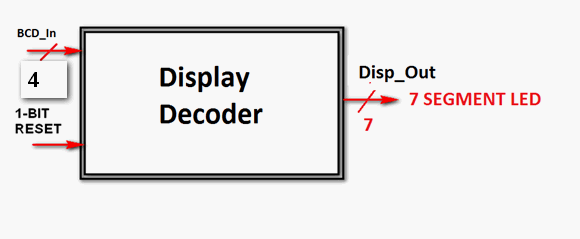 BCD_In
4
1-BIT
RESET
Display
Decoder
Disp_Out
7 SEGMENT LED
7